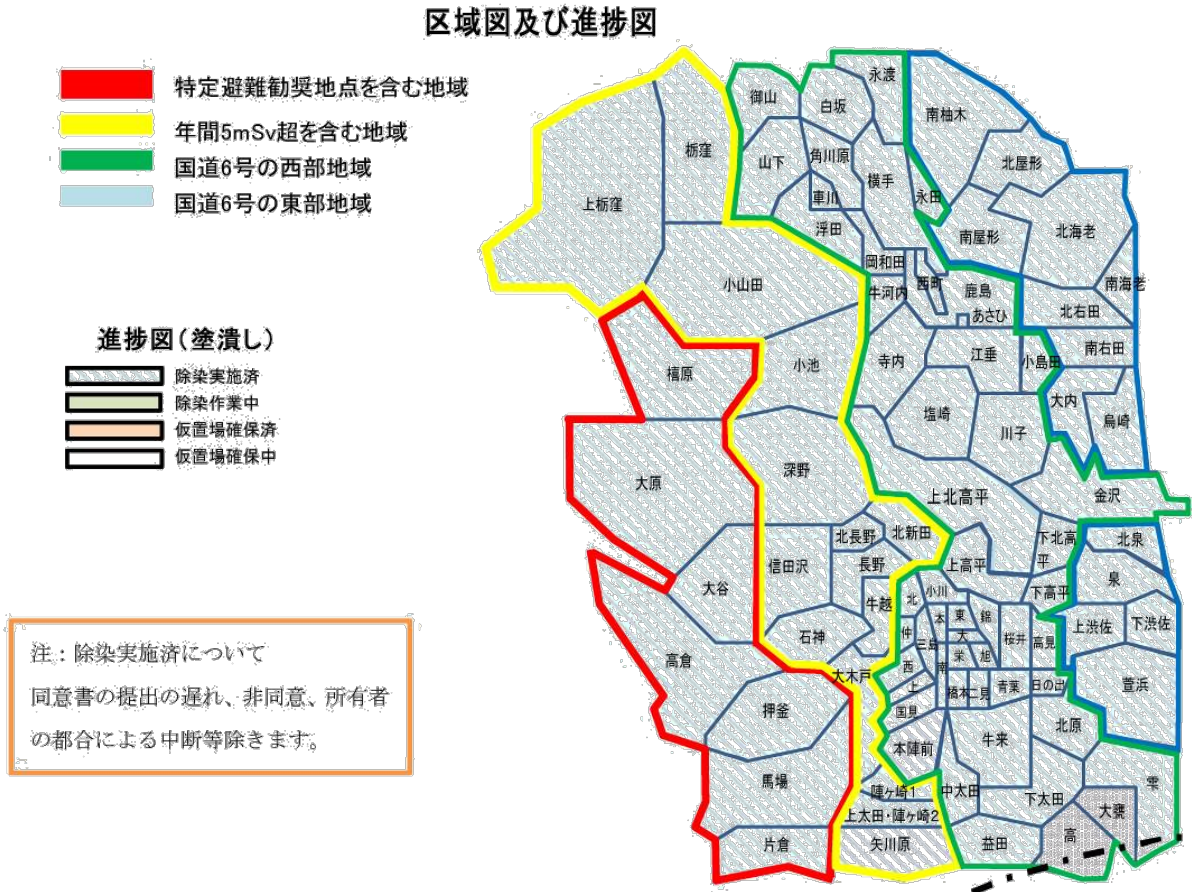 区域図及び進捗図
特定避難勧奨地点を含む地域
年間5mSv超を含む地域
国道6号の西部地域
国道6号の東部地域
進捗図(塗潰し)
除染実施済
除染作業中
仮置場確保済
仮置場確保中
注：除染実施済について
同意書の提出の遅れ、非同意、所有者
の都合による中断等除きます。
永渡
御山
白坂
南柚木
栃窪
山下
角川原
横手
北屋形
上栃窪
車川
永田
浮田
南屋形
北海老
岡和田
小山田
牛河内
西町
鹿島
南海老
あさひ
北右田
橲原
小池
寺内
江垂
小島田
南右田
塩崎
川子
大内
烏崎
大原
深野
上北高平
金沢
北長野
北新田
下北高
平
北泉
信田沢
長野
上高平
泉
大谷
牛越
北
小川
下高平
本
東
錦
桜井
高見
上渋佐
下渋佐
石神
仲
三島
大
栄
旭
高倉
大木戸
西
南
上
橋本
二見
青葉
日の出
萱浜
押釜
国見
北原
本陣前
牛来
馬場
陣ヶ崎1
中太田
下太田
雫
大甕
上太田・陣ヶ崎2
高
片倉
矢川原
益田